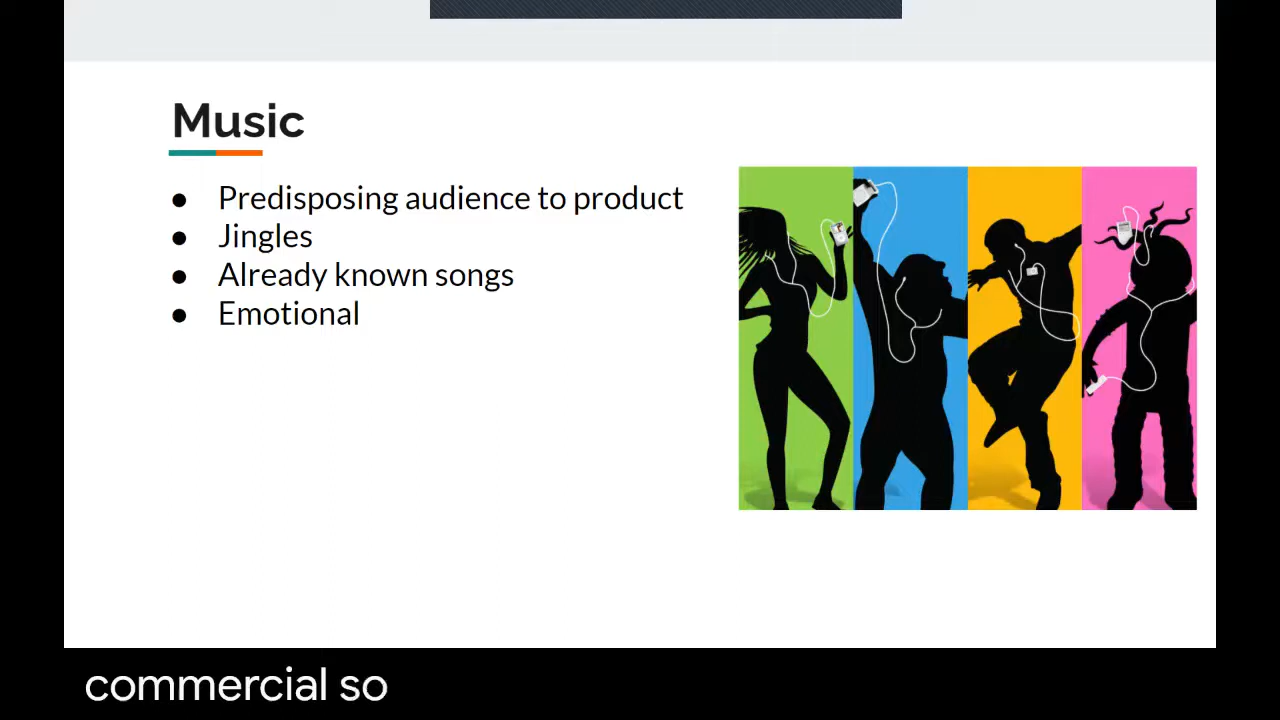 Music
● Predisposing audience to product
● Jingles
● Already known songs
● Emotional
commercial so